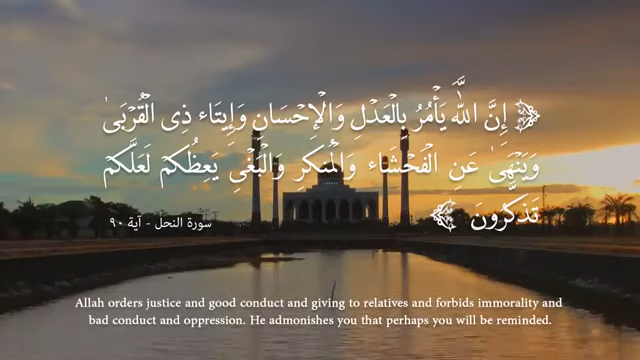 ﴿ إِنَّ اللَّهَ يَأْمُرُ بِالْعَدْلِ وَالْإِحْسَانِ وَإِيتَاءِ ذِي الْقُرْبَىٰ
وَيَنْهَىٰ عَنِ الْفَحْشَاءِ وَالْمُنكَرِ وَالْبَغْيِ يَعِظُكُمْ لَعَلَّكُمْ
تَذَكَّرُونَ ﴾
سورة النحل - آية ٩٠
Allah orders justice and good conduct and giving to relatives and forbids immorality and
bad conduct and oppression. He admonishes you that perhaps you will be reminded.